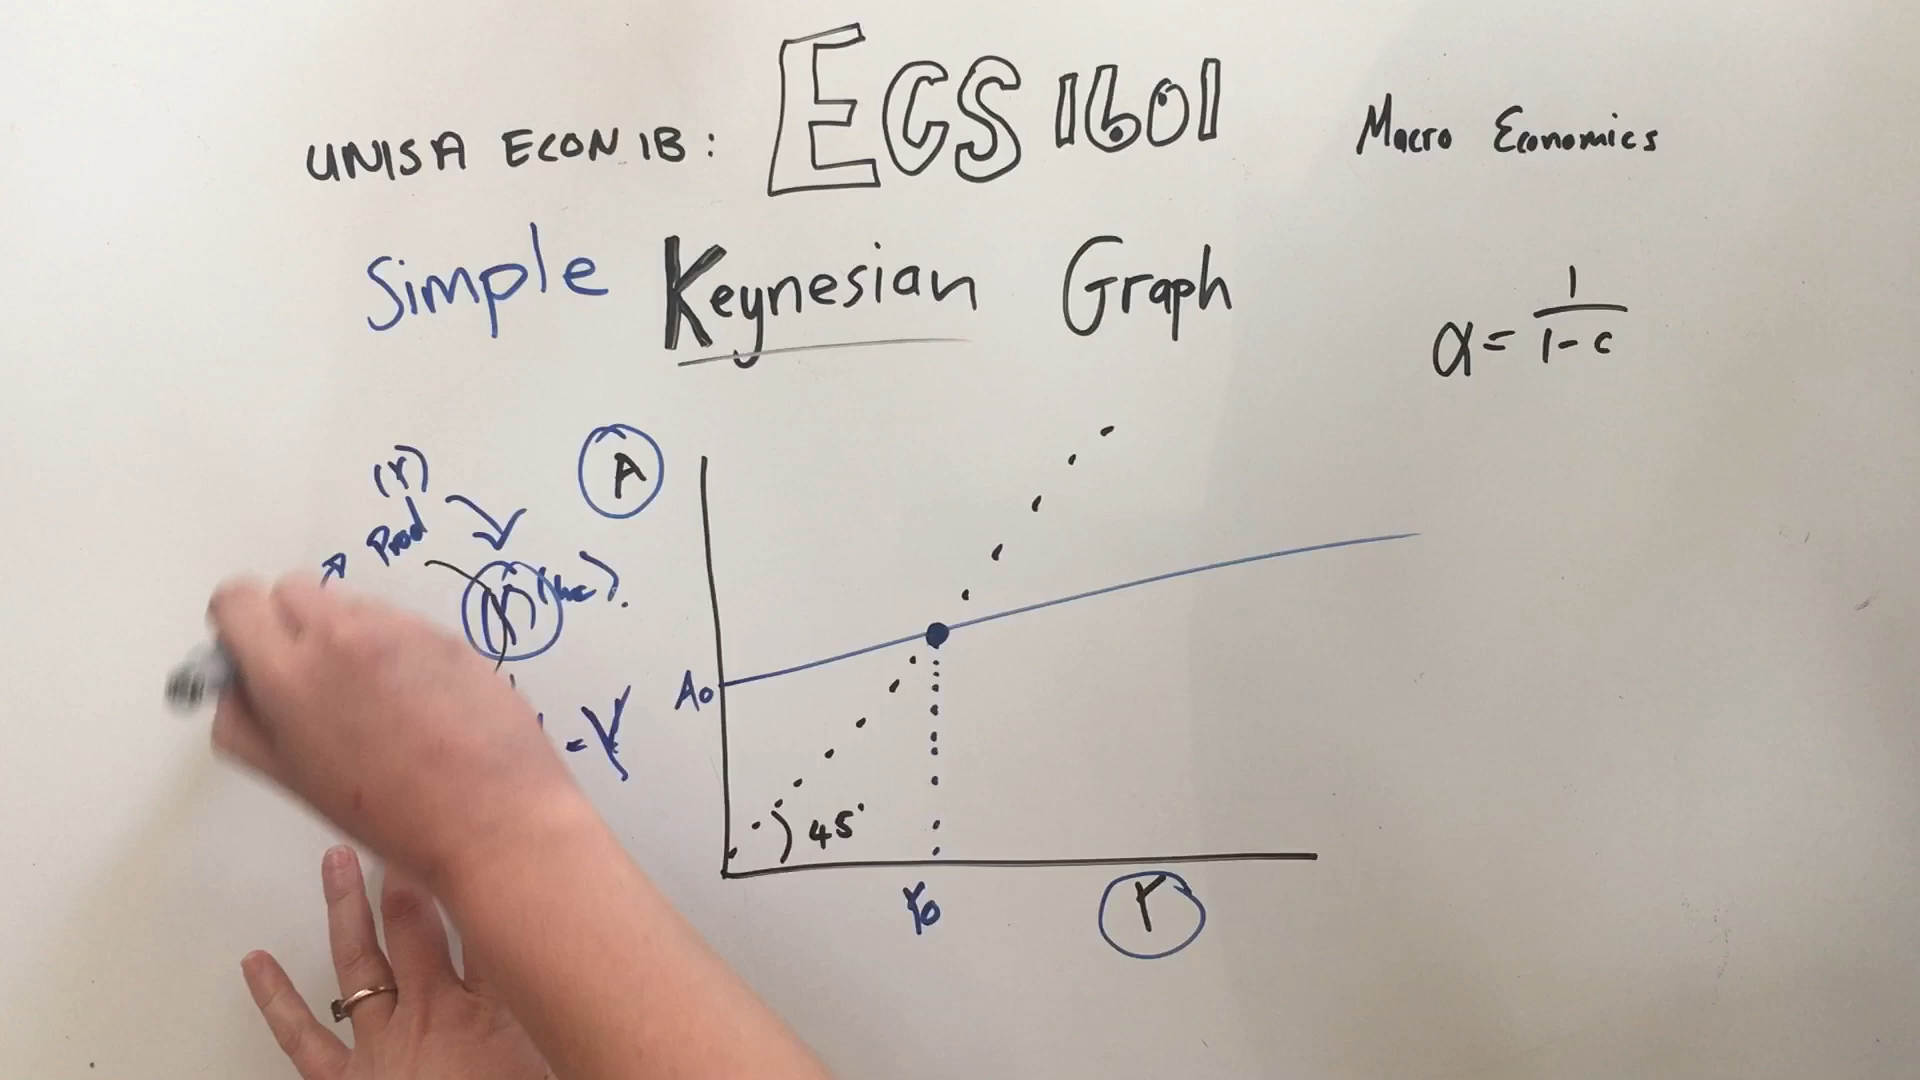 UNISA ECON 1B: ECS 1601 Macro Economics
Simple Keynesian Graph
α = 1 / 1 - c
A
(Y)
Prod
A0
= Y
45°
Y0
Y